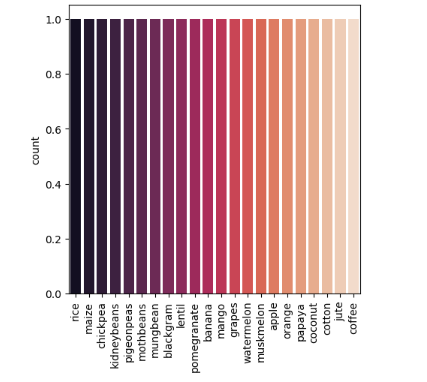 1.0
0.8
0.6
0.4
0.2
0.0
count
rice
maize
chickpea
kidneybeans
pigeonpeas
mothbeans
mungbean
blackgram
lentil
pomegranate
banana
mango
grapes
watermelon
muskmelon
apple
orange
papaya
coconut
cotton
jute
coffee